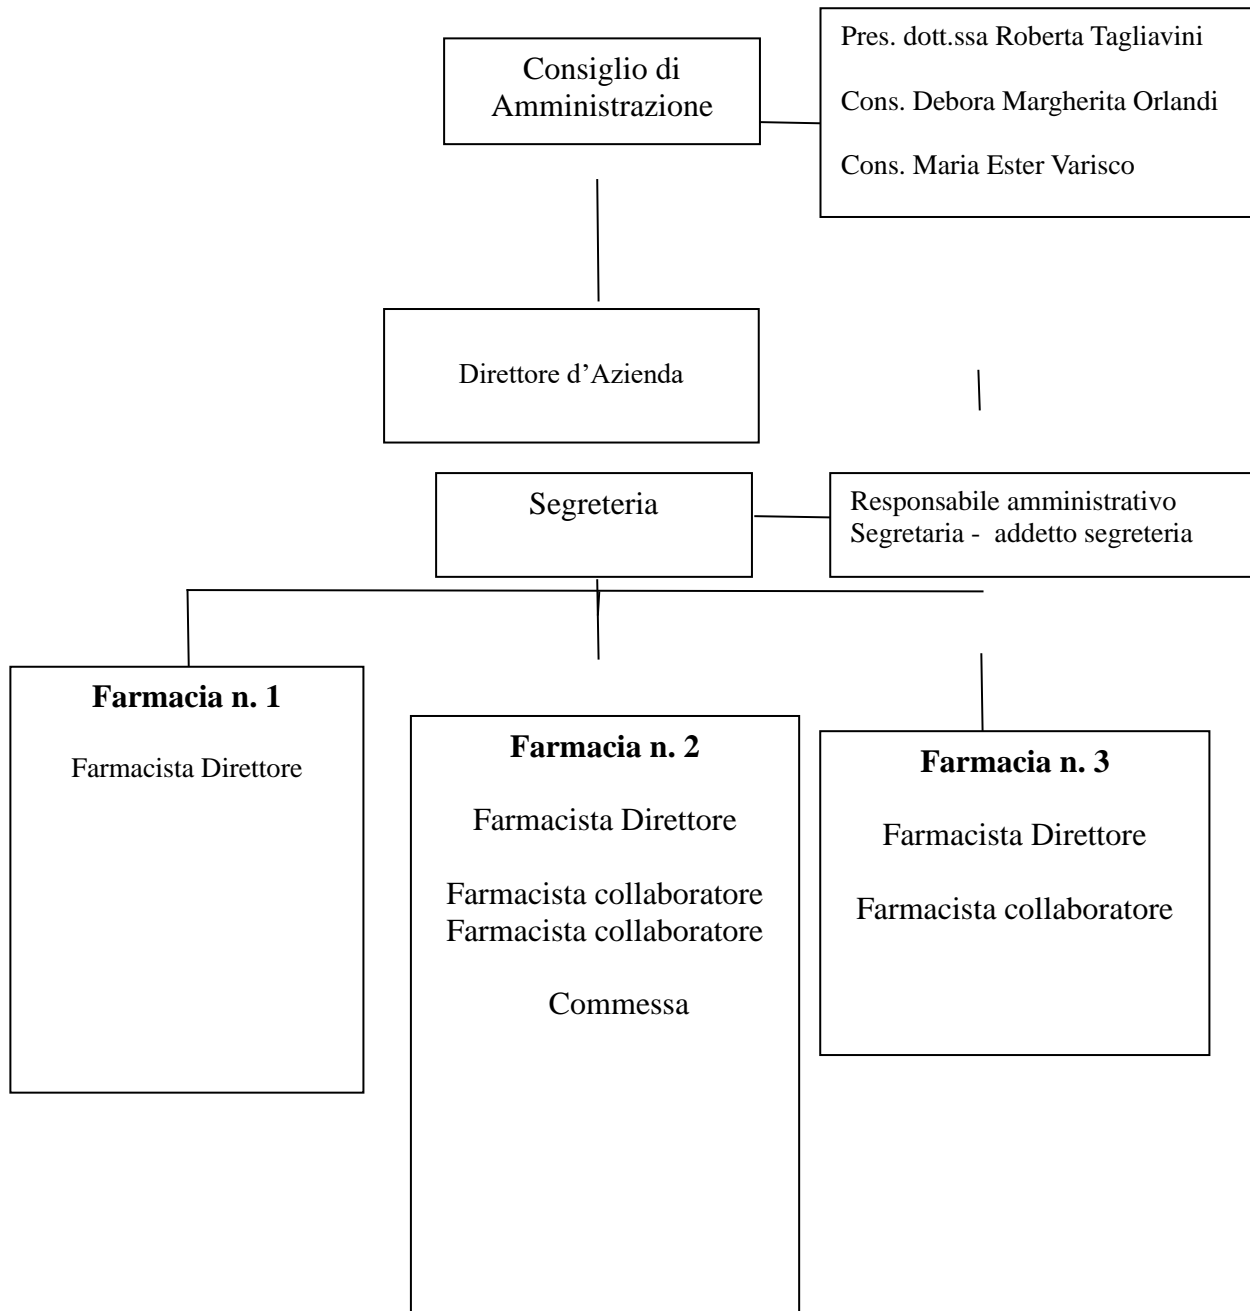 Consiglio di
Amministrazione
Pres. dott.ssa Roberta Tagliavini
Cons. Debora Margherita Orlandi
Cons. Maria Ester Varisco
Direttore d’Azienda
Segreteria
Responsabile amministrativo
Segretaria -  addetto segreteria
Farmacia n. 1
Farmacista Direttore
Farmacia n. 2
Farmacista Direttore
Farmacista collaboratore
Farmacista collaboratore
Commessa
Farmacia n. 3
Farmacista Direttore
Farmacista collaboratore